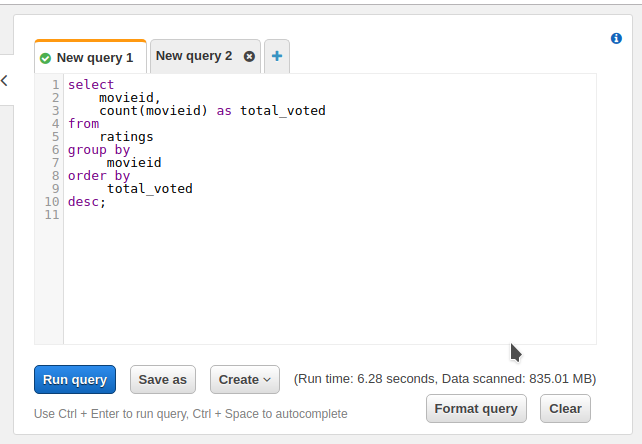 New query 1
New query 2
+
1 select
2     movieid,
3     count(movieid) as total_voted
4 from
5     ratings
6 group by
7      movieid
8 order by
9      total_voted
10 desc;
11
Run query
Save as
Create
(Run time: 6.28 seconds, Data scanned: 835.01 MB)
Use Ctrl + Enter to run query, Ctrl + Space to autocomplete
Format query
Clear